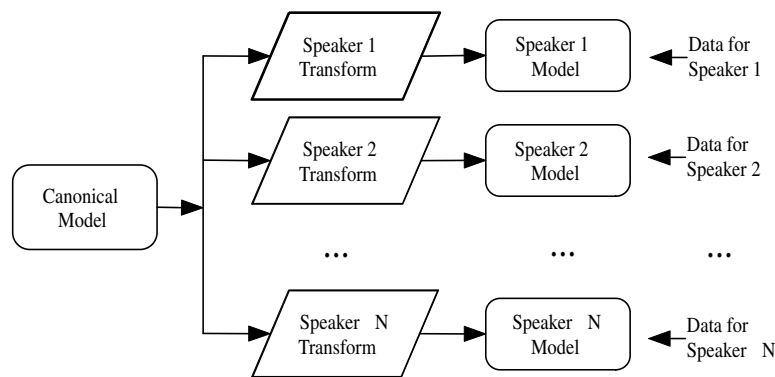 Speaker 1
Transform
Speaker 1
Model
Data for
Speaker 1
Speaker 2
Transform
Speaker 2
Model
Data for
Speaker 2
Canonical
Model
... ... ...
Speaker N
Transform
Speaker N
Model
Data for
Speaker N